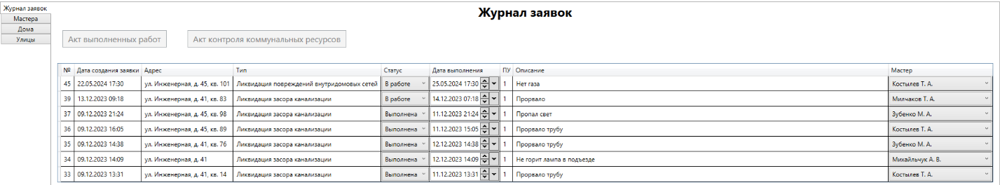 Журнал заявок
Мастера
Дома
Улицы
Журнал заявок
Акт выполненных работ Акт контроля коммунальных ресурсов
№ Дата создания заявки Адрес Тип Статус Дата выполнения ПУ Описание Мастер
45 22.05.2024 17:30 ул. Инженерная, д. 45, кв. 101 Ликвидация повреждений внутридомовых сетей В работе 25.05.2024 17:30 1 Нет газа Костылев Т. А.
39 13.12.2023 09:18 ул. Инженерная, д. 41, кв. 83 Ликвидация засора канализации В работе 14.12.2023 07:18 1 Прорвало Милчаков Т. А.
37 09.12.2023 21:24 ул. Инженерная, д. 45, кв. 98 Ликвидация засора канализации Выполнена 11.12.2023 21:24 1 Пропал свет Зубенко М. А.
36 09.12.2023 16:05 ул. Инженерная, д. 45, кв. 89 Ликвидация засора канализации Выполнена 11.12.2023 15:05 1 Прорвало трубу Костылев Т. А.
35 09.12.2023 14:38 ул. Инженерная, д. 41, кв. 76 Ликвидация засора канализации Выполнена 12.12.2023 14:38 1 Прорвало трубу Зубенко М. А.
34 09.12.2023 14:09 ул. Инженерная, д. 41 Ликвидация засора канализации Выполнена 12.12.2023 14:09 1 Не горит лампа в подъезде Михайльчук А. В.
33 09.12.2023 13:31 ул. Инженерная, д. 41, кв. 14 Ликвидация засора канализации Выполнена 11.12.2023 13:31 1 Прорвало трубу Костылев Т. А.